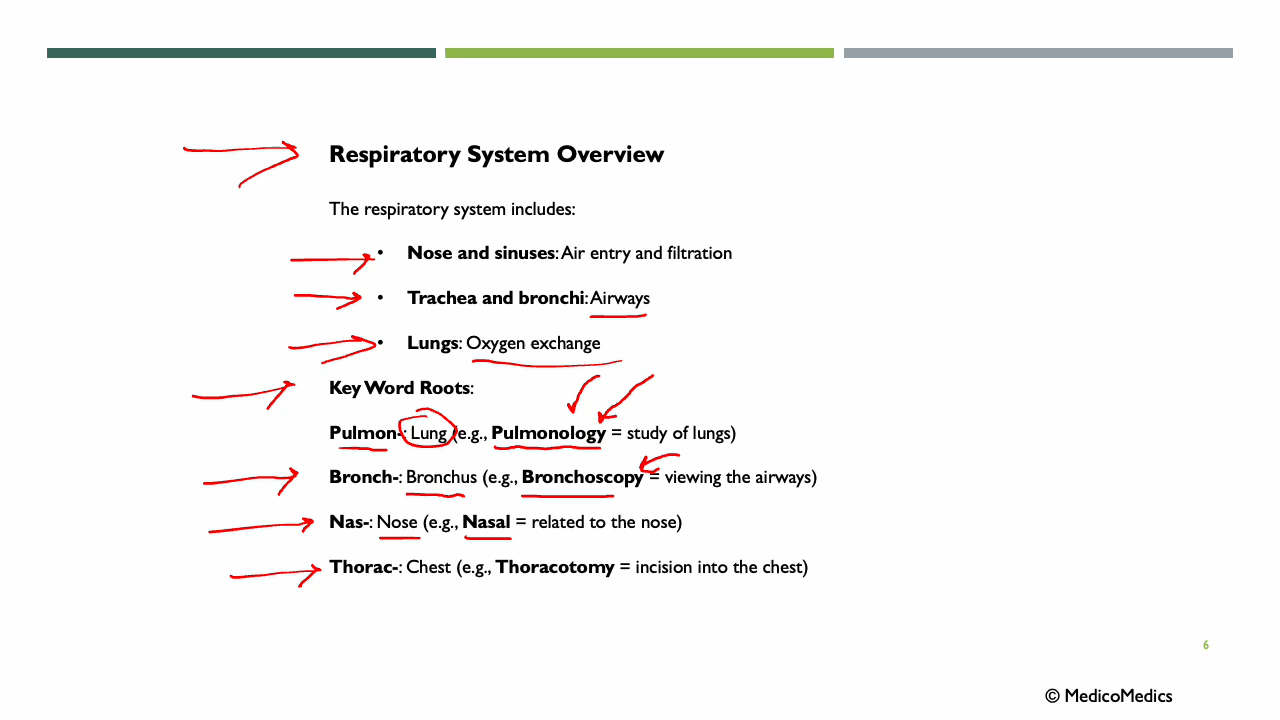 Respiratory System Overview
The respiratory system includes:
• Nose and sinuses: Air entry and filtration
• Trachea and bronchi: Airways
• Lungs: Oxygen exchange
Key Word Roots:
Pulmon-: Lung (e.g., Pulmonology = study of lungs)
Bronch-: Bronchus (e.g., Bronchoscopy = viewing the airways)
Nas-: Nose (e.g., Nasal = related to the nose)
Thorac-: Chest (e.g., Thoracotomy = incision into the chest)
6
© MedicoMedics